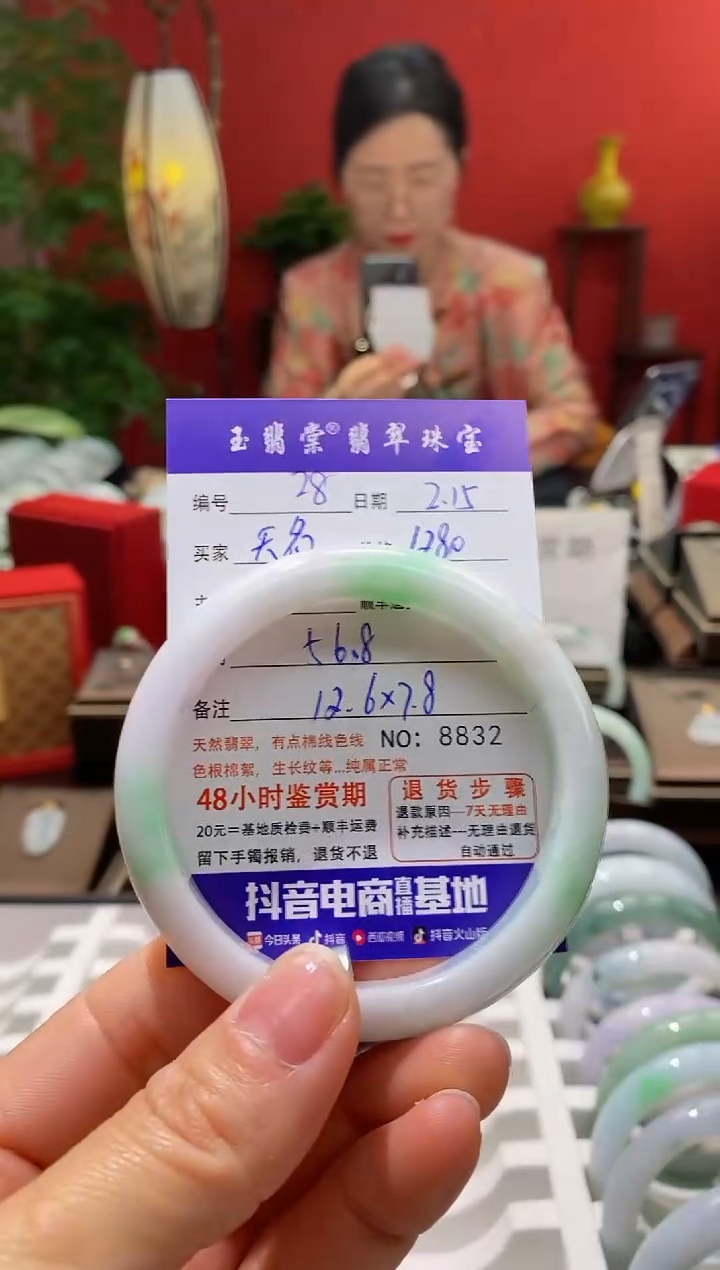 玉翡棠®翡翠珠宝
编号 28 日期 2.15
买家 天名 1280
56.8
备注 12.6×7.8
天然翡翠，有点棉线色线 NO: 8832
色根棉絮，生长纹等...纯属正常
48小时鉴赏期 退货步骤
20元=基地质检费+顺丰运费 退款原因---7天无理由
留下手镯报销，退货不退 补充描述---无理由退货
自动通过
抖音电商直播基地
今日头条 抖音 西瓜视频 抖音火山版